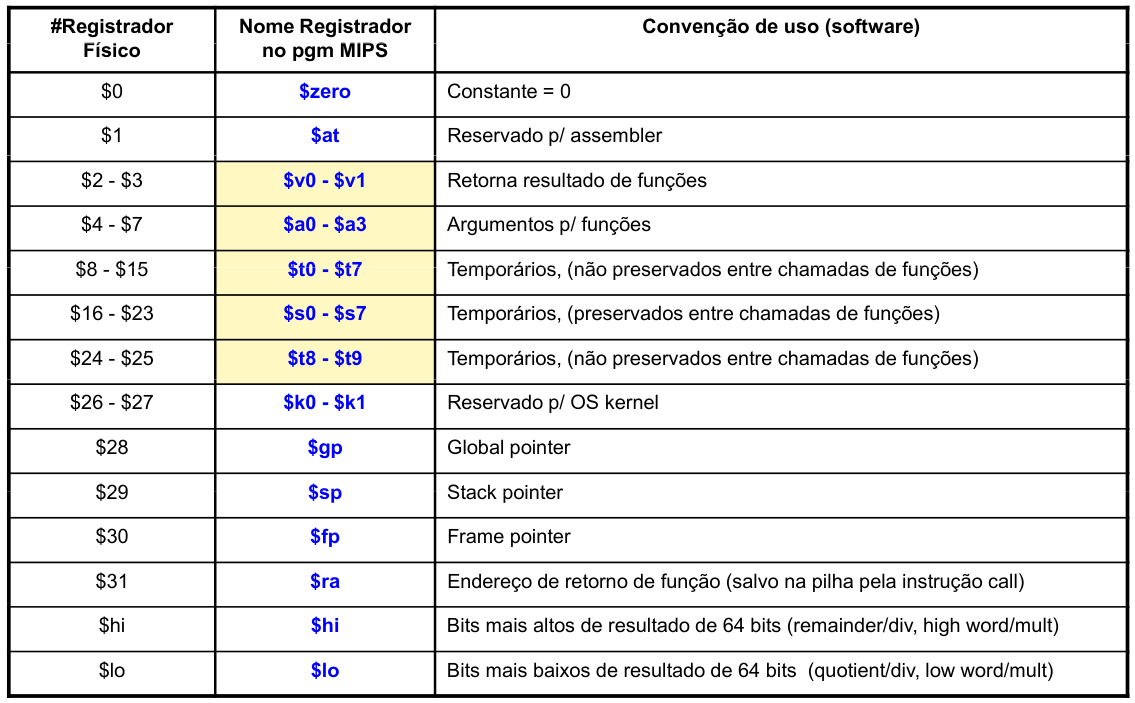 #Registrador Físico | Nome Registrador no pgm MIPS | Convenção de uso (software)
$0 | $zero | Constante = 0
$1 | $at | Reservado p/ assembler
$2 - $3 | $v0 - $v1 | Retorna resultado de funções
$4 - $7 | $a0 - $a3 | Argumentos p/ funções
$8 - $15 | $t0 - $t7 | Temporários, (não preservados entre chamadas de funções)
$16 - $23 | $s0 - $s7 | Temporários, (preservados entre chamadas de funções)
$24 - $25 | $t8 - $t9 | Temporários, (não preservados entre chamadas de funções)
$26 - $27 | $k0 - $k1 | Reservado p/ OS kernel
$28 | $gp | Global pointer
$29 | $sp | Stack pointer
$30 | $fp | Frame pointer
$31 | $ra | Endereço de retorno de função (salvo na pilha pela instrução call)
$hi | $hi | Bits mais altos de resultado de 64 bits (remainder/div, high word/mult)
$lo | $lo | Bits mais baixos de resultado de 64 bits (quotient/div, low word/mult)